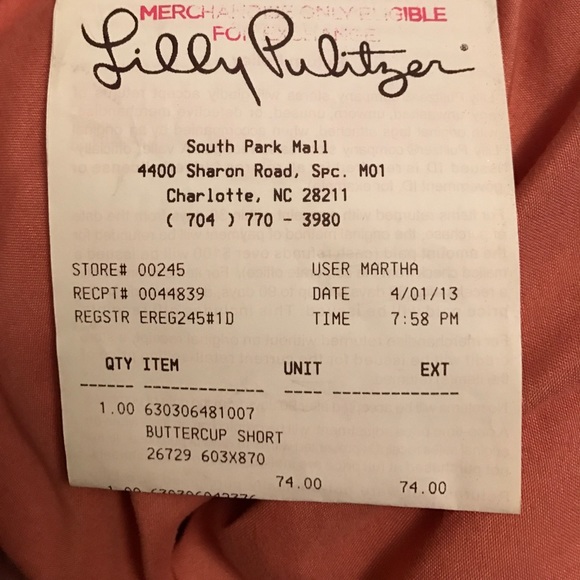 MERCHANDISE ONLY ELIGIBLE
FOR EXCHANGE.
Lilly Pulitzer
South Park Mall
4400 Sharon Road, Spc. M01
Charlotte, NC 28211
( 704 ) 770 - 3980
STORE# 00245 USER MARTHA
RECPT# 0044839 DATE 4/01/13
REGSTR EREG245#1D TIME 7:58 PM
QTY ITEM UNIT EXT
------ --------------- ---- -------------
1.00 630306481007
BUTTERCUP SHORT
26729 603X870
74.00 74.00